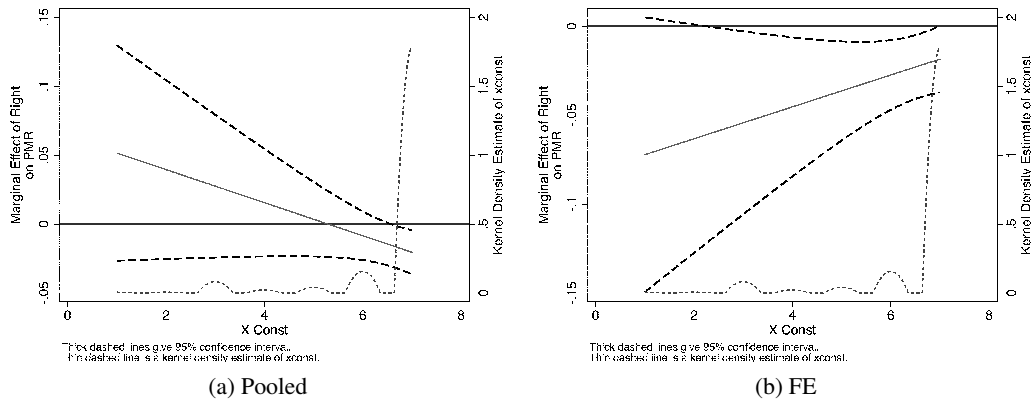 .15
.1
.05
0
-.05
Marginal Effect of Right
on PMR
2
1.5
1
.5
0
Kernel Density Estimate of xconst
0 2 4 6 8
X Const
Thick dashed lines give 95% confidence interval.
Thin dashed line is a kernel density estimate of xconst.
(a) Pooled
0
-.05
-.1
-.15
Marginal Effect of Right
on PMR
2
1.5
1
.5
0
Kernel Density Estimate of xconst
0 2 4 6 8
X Const
Thick dashed lines give 95% confidence interval.
Thin dashed line is a kernel density estimate of xconst.
(b) FE